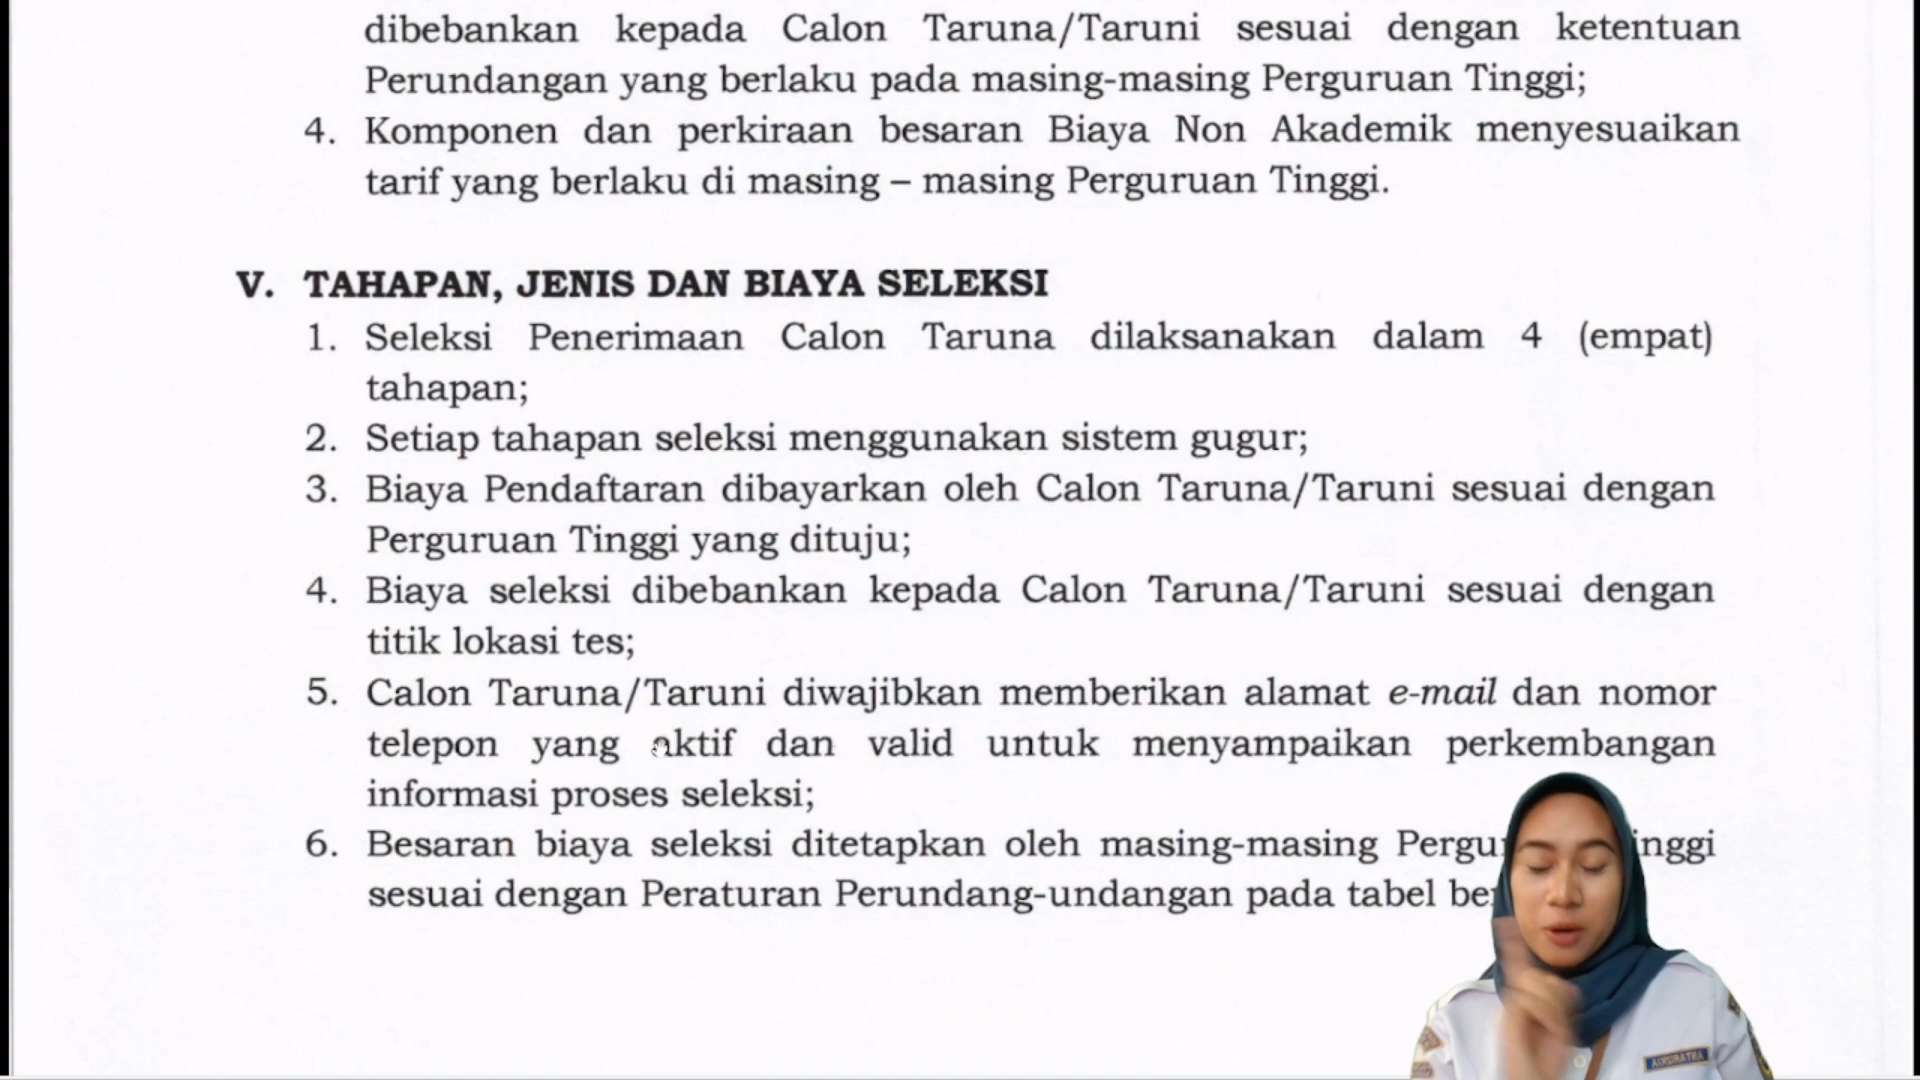 dibebankan kepada Calon Taruna/Taruni sesuai dengan ketentuan
Perundangan yang berlaku pada masing-masing Perguruan Tinggi;
4. Komponen dan perkiraan besaran Biaya Non Akademik menyesuaikan
tarif yang berlaku di masing – masing Perguruan Tinggi.
V. TAHAPAN, JENIS DAN BIAYA SELEKSI
1. Seleksi Penerimaan Calon Taruna dilaksanakan dalam 4 (empat)
tahapan;
2. Setiap tahapan seleksi menggunakan sistem gugur;
3. Biaya Pendaftaran dibayarkan oleh Calon Taruna/Taruni sesuai dengan
Perguruan Tinggi yang dituju;
4. Biaya seleksi dibebankan kepada Calon Taruna/Taruni sesuai dengan
titik lokasi tes;
5. Calon Taruna/Taruni diwajibkan memberikan alamat e-mail dan nomor
telepon yang aktif dan valid untuk menyampaikan perkembangan
informasi proses seleksi;
6. Besaran biaya seleksi ditetapkan oleh masing-masing Pergu inggi
sesuai dengan Peraturan Perundang-undangan pada tabel be